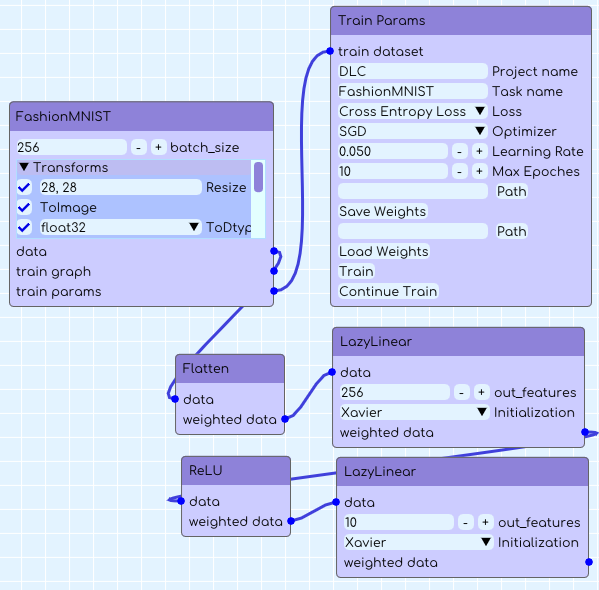 Train Params
train dataset
DLC Project name
FashionMNIST Task name
Cross Entropy Loss Loss
SGD Optimizer
0.050 - + Learning Rate
10 - + Max Epoches
Path
Save Weights
Path
Load Weights
Train
Continue Train
FashionMNIST
256 - + batch_size
Transforms
28, 28 Resize
ToImage
float32 ToDtyp
data
train graph
train params
Flatten
data
weighted data
LazyLinear
data
256 - + out_features
Xavier Initialization
weighted data
ReLU
data
weighted data
LazyLinear
data
10 - + out_features
Xavier Initialization
weighted data